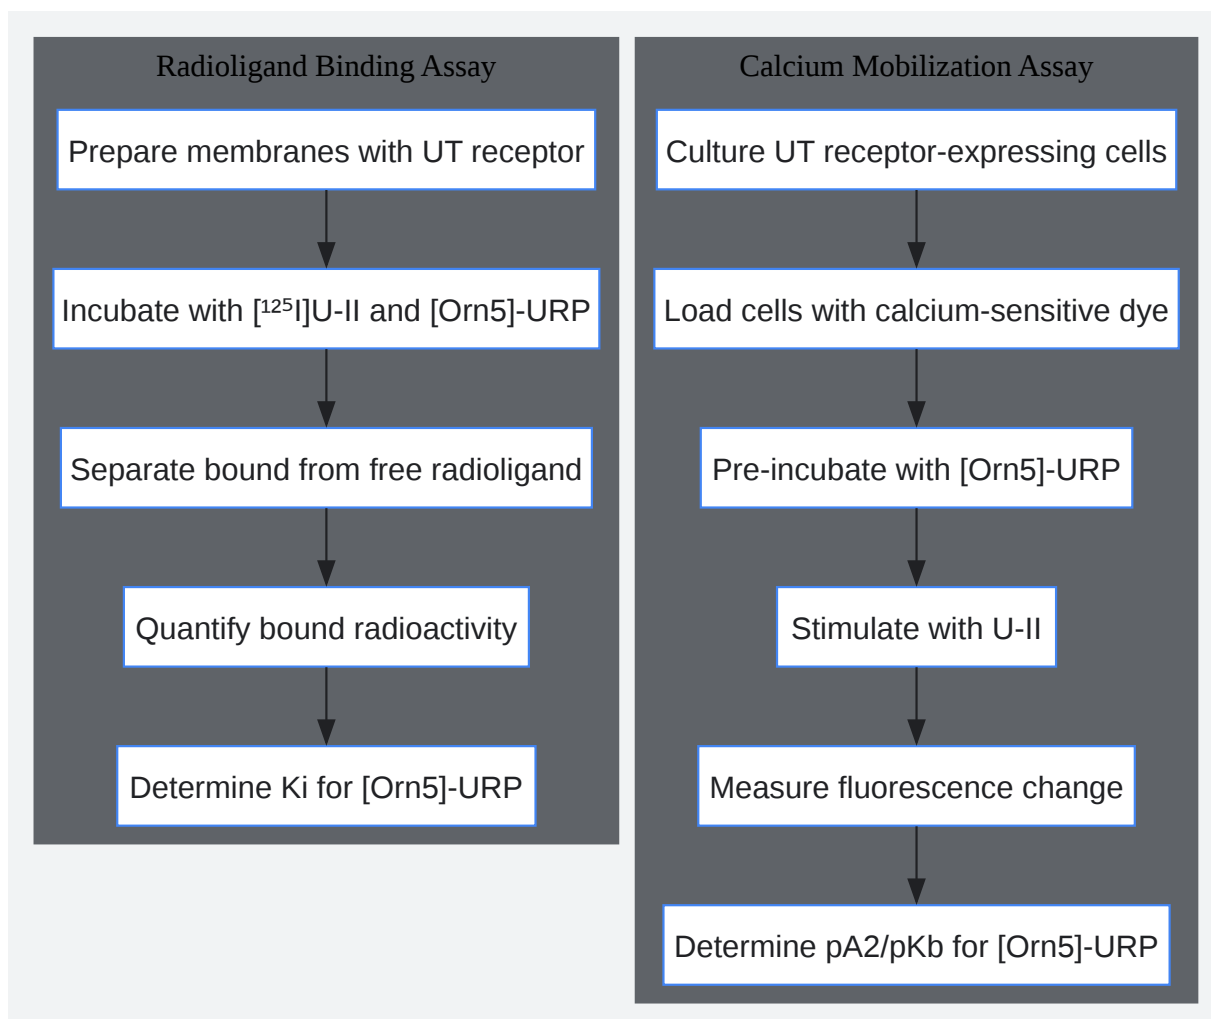 Radioligand Binding Assay
Prepare membranes with UT receptor
Incubate with [¹²⁵I]U-II and [Orn5]-URP
Separate bound from free radioligand
Quantify bound radioactivity
Determine Ki for [Orn5]-URP
Calcium Mobilization Assay
Culture UT receptor-expressing cells
Load cells with calcium-sensitive dye
Pre-incubate with [Orn5]-URP
Stimulate with U-II
Measure fluorescence change
Determine pA2/pKb for [Orn5]-URP